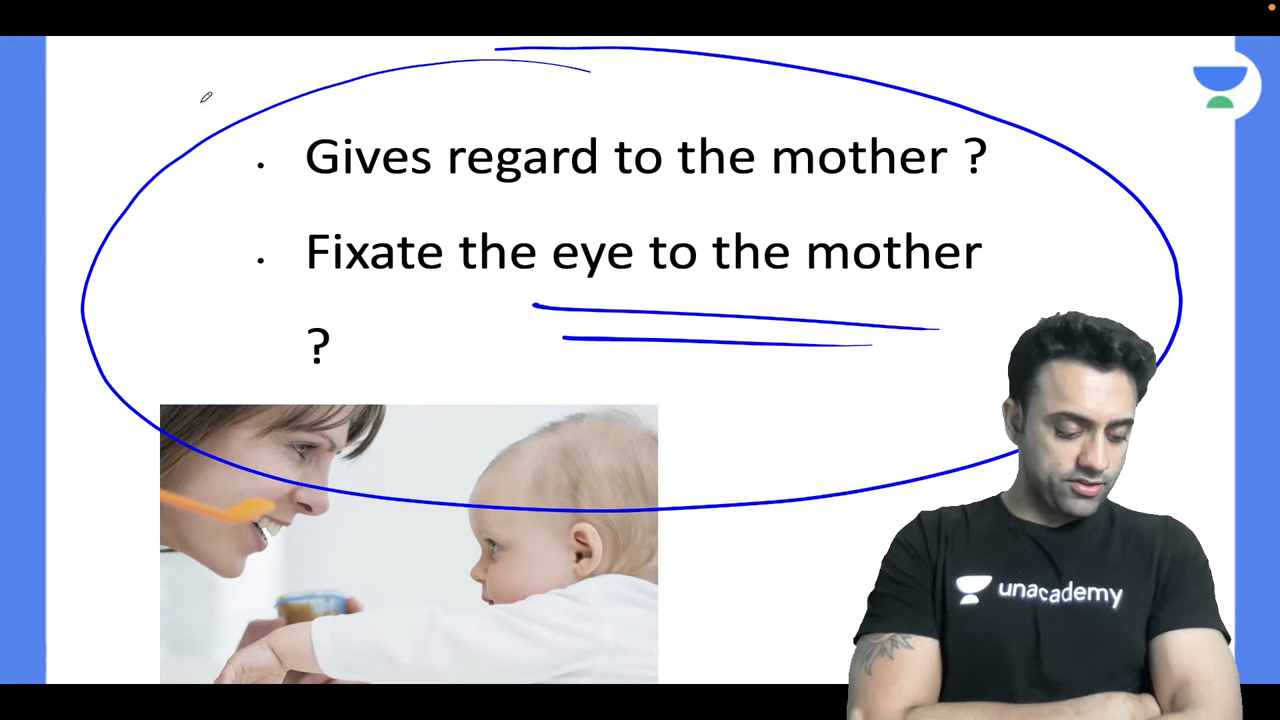 . Gives regard to the mother ?
. Fixate the eye to the mother
?
unacademy